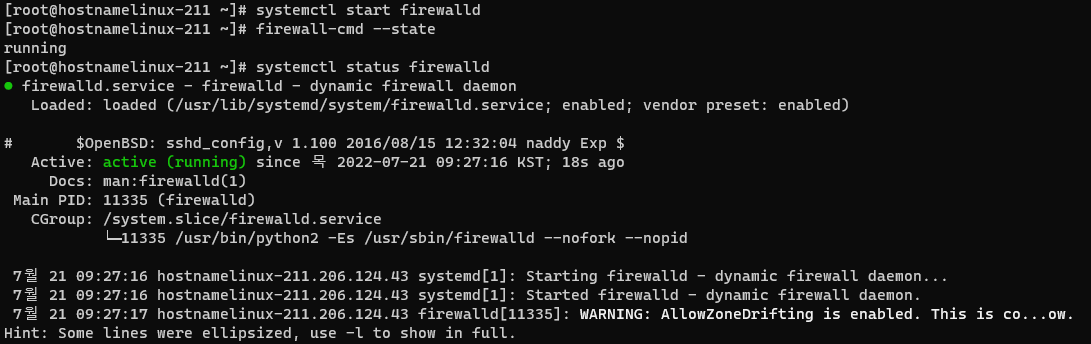 [root@hostnamelinux-211 ~]# systemctl start firewalld
[root@hostnamelinux-211 ~]# firewall-cmd --state
running
[root@hostnamelinux-211 ~]# systemctl status firewalld
● firewalld.service - firewalld - dynamic firewall daemon
   Loaded: loaded (/usr/lib/systemd/system/firewalld.service; enabled; vendor preset: enabled)
#       $OpenBSD: sshd_config,v 1.100 2016/08/15 12:32:04 naddy Exp $
   Active: active (running) since 목 2022-07-21 09:27:16 KST; 18s ago
     Docs: man:firewalld(1)
 Main PID: 11335 (firewalld)
   CGroup: /system.slice/firewalld.service
           └─11335 /usr/bin/python2 -Es /usr/sbin/firewalld --nofork --nopid
 7월 21 09:27:16 hostnamelinux-211.206.124.43 systemd[1]: Starting firewalld - dynamic firewall daemon...
 7월 21 09:27:16 hostnamelinux-211.206.124.43 systemd[1]: Started firewalld - dynamic firewall daemon.
 7월 21 09:27:17 hostnamelinux-211.206.124.43 firewalld[11335]: WARNING: AllowZoneDrifting is enabled. This is co...ow.
Hint: Some lines were ellipsized, use -l to show in full.